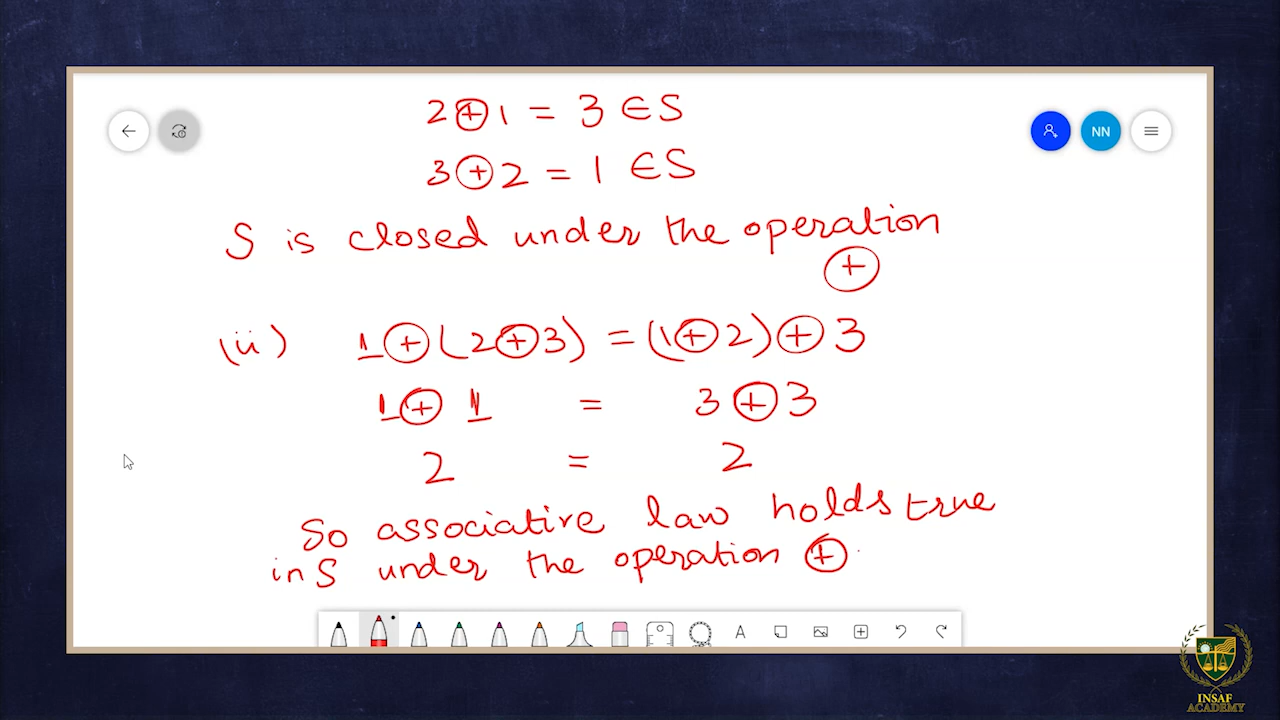 2 ⊕ 1 = 3 ∈ S
3 ⊕ 2 = 1 ∈ S
NN
S is closed under the operation
⊕
(ii) 1 ⊕ (2 ⊕ 3) = (1 ⊕ 2) ⊕ 3
1 ⊕ 1 = 3 ⊕ 3
2 = 2
So associative law holds true
in S under the operation ⊕
A
INSAF
ACADEMY